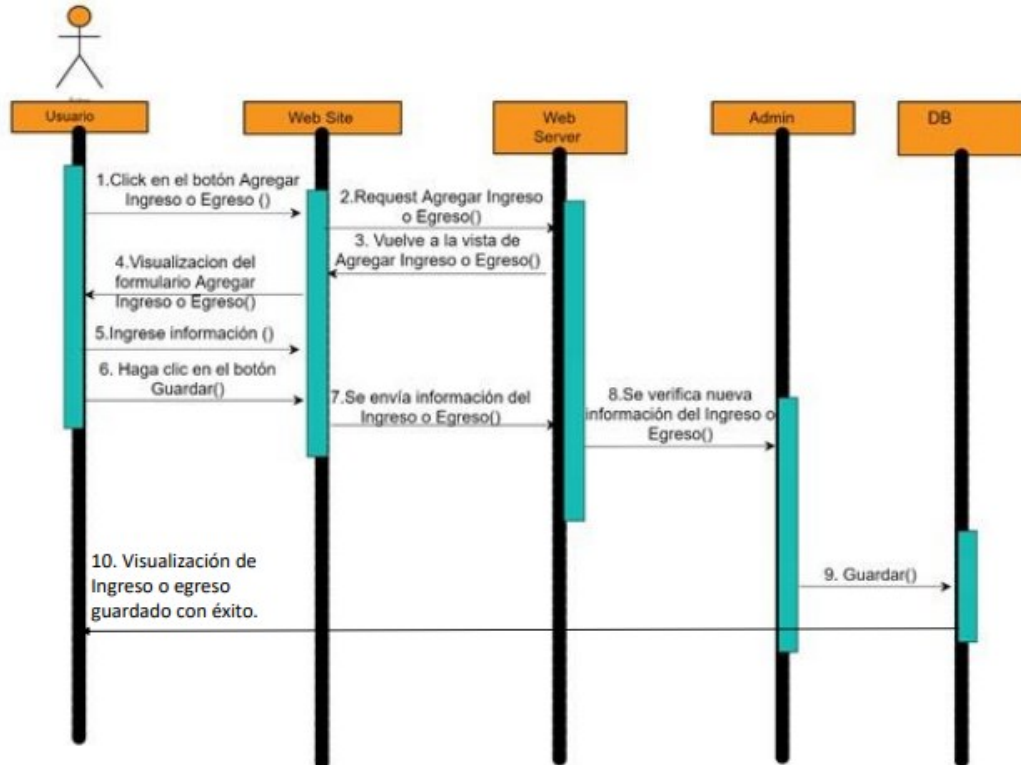 Usuario
Web Site
Web
Server
Admin
DB
1.Click en el botón Agregar
Ingreso o Egreso ()
2.Request Agregar Ingreso
o Egreso()
3. Vuelve a la vista de
Agregar Ingreso o Egreso()
4.Visualizacion del
formulario Agregar
Ingreso o Egreso()
5.Ingrese información ()
6. Haga clic en el botón
Guardar()
7.Se envía información del
Ingreso o Egreso()
8.Se verifica nueva
información del Ingreso o
Egreso()
9. Guardar()
10. Visualización de
Ingreso o egreso
guardado con éxito.